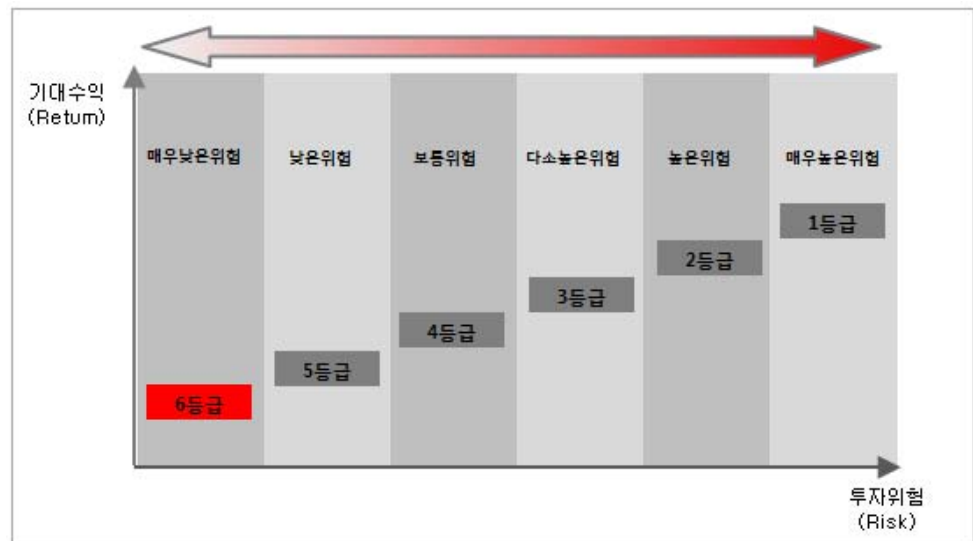 기대수익
(Retum)
매우낮은위험
낮은위험
보통위험
다소높은위험
높은위험
매우높은위험
1등급
2등급
3등급
4등급
5등급
6등급
투자위험
(Risk)